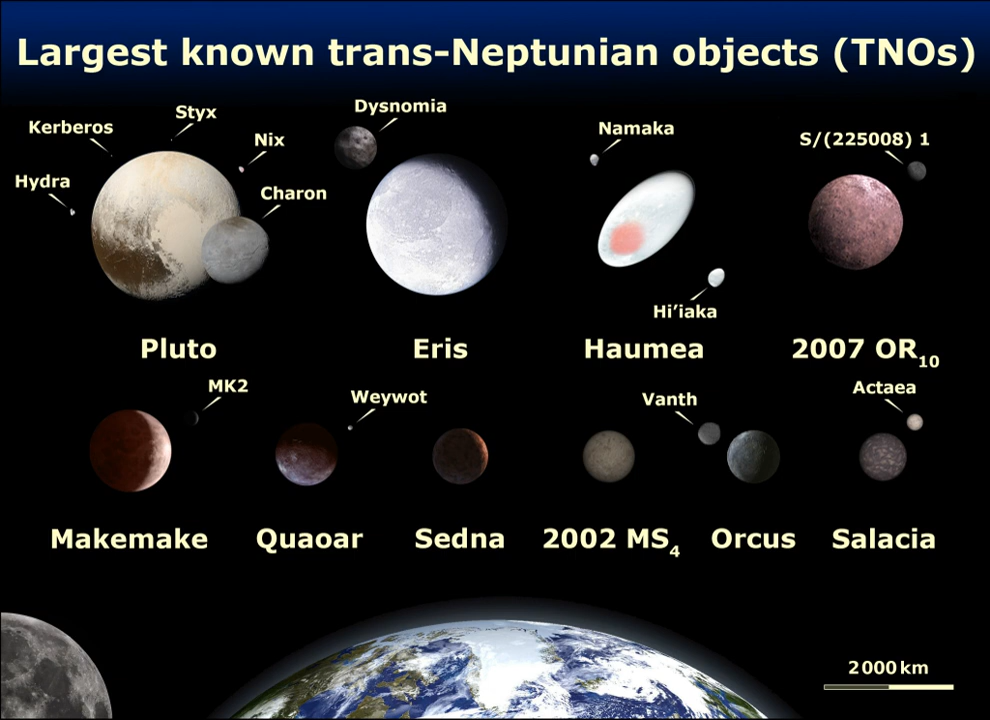 Largest known trans-Neptunian objects (TNOs)
Dysnomia
Styx
Kerberos
Nix
Namaka
S/(225008) 1
Hydra
Charon
Hi’iaka
Pluto
Eris
Haumea
2007 OR10
MK2
Weywot
Vanth
Actaea
Makemake
Quaoar
Sedna
2002 MS4
Orcus
Salacia
2000 km